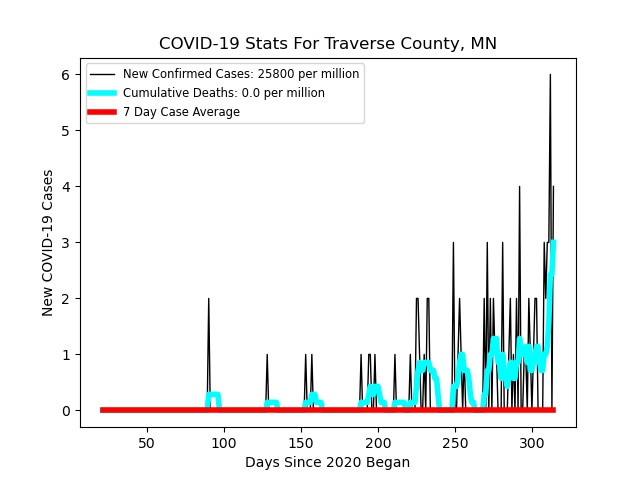 COVID-19 Stats For Traverse County, MN
New Confirmed Cases: 25800 per million
Cumulative Deaths: 0.0 per million
7 Day Case Average
New COVID-19 Cases
6
5
4
3
2
1
0
50 100 150 200 250 300
Days Since 2020 Began